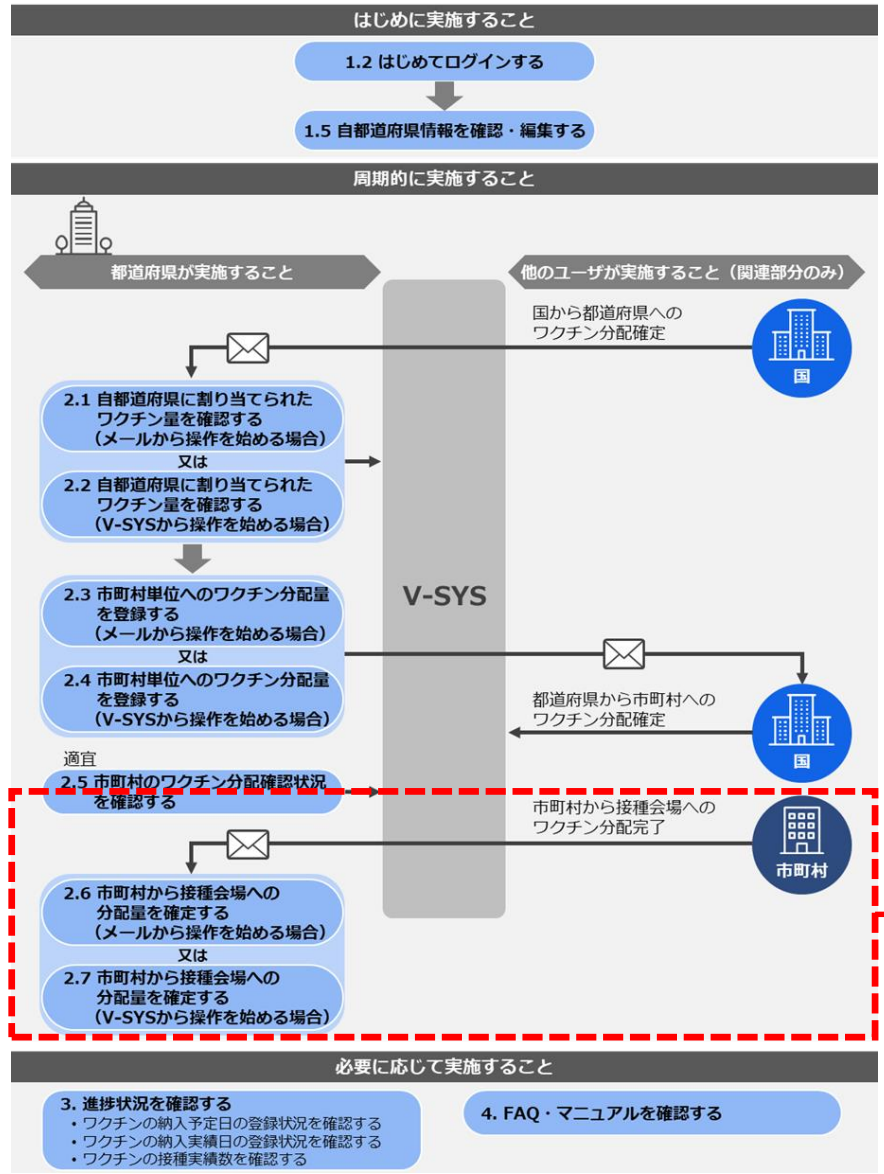 はじめに実施すること
1.2 はじめてログインする
1.5 自都道府県情報を確認・編集する
周期的に実施すること
都道府県が実施すること
他のユーザが実施すること（関連部分のみ）
国から都道府県への
ワクチン分配確定
国
2.1 自都道府県に割り当てられた
ワクチン量を確認する
（メールから操作を始める場合）
又は
2.2 自都道府県に割り当てられた
ワクチン量を確認する
（V-SYSから操作を始める場合）
V-SYS
2.3 市町村単位へのワクチン分配量
を登録する
（メールから操作を始める場合）
又は
2.4 市町村単位へのワクチン分配量
を登録する
（V-SYSから操作を始める場合）
都道府県から市町村への
ワクチン分配確定
国
適宜
2.5 市町村のワクチン分配確認状況
を確認する
市町村から接種会場への
ワクチン分配完了
市町村
2.6 市町村から接種会場への
分配量を確定する
（メールから操作を始める場合）
又は
2.7 市町村から接種会場への
分配量を確定する
（V-SYSから操作を始める場合）
必要に応じて実施すること
3. 進捗状況を確認する
・ワクチンの納入予定日の登録状況を確認する
・ワクチンの納入実績日の登録状況を確認する
・ワクチンの接種実績数を確認する
4. FAQ・マニュアルを確認する